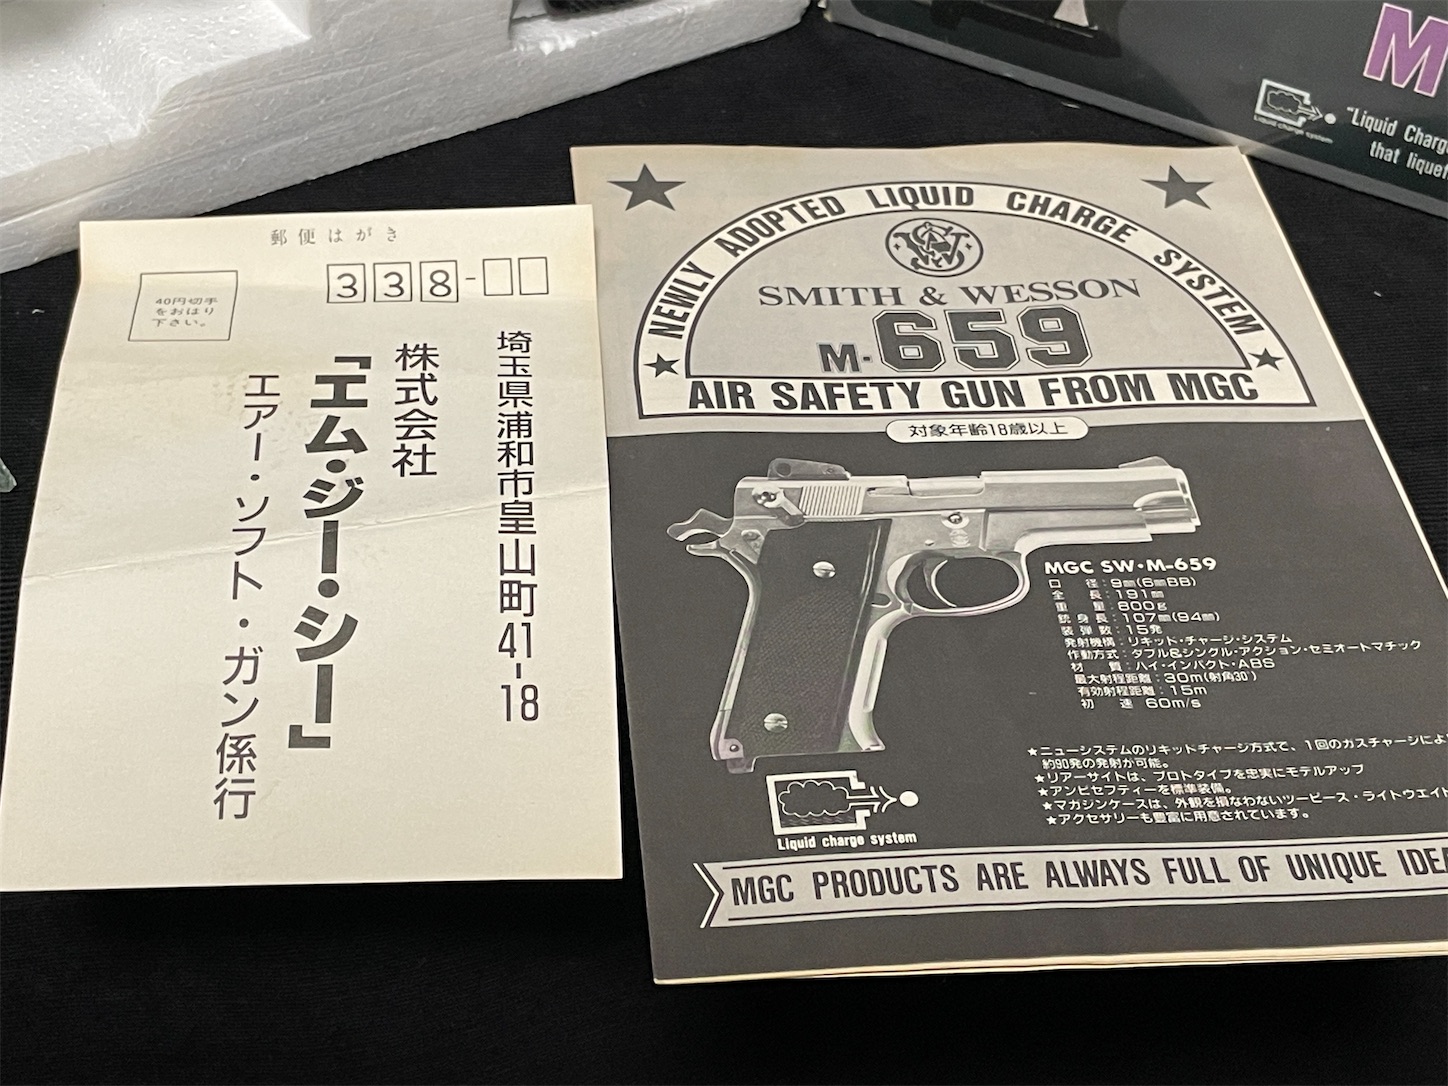 郵便はがき
40円切手
をおはり
下さい。
338-
埼玉県浦和市皇山町41-18
株式会社
「エム・ジー・シー」
エアー・ソフト・ガン係行
NEWLY ADOPTED LIQUID CHARGE SYSTEM
SMITH & WESSON
M-659
AIR SAFETY GUN FROM MGC
対象年齢18歳以上
MGC SW・M-659
口径:9mm(6mmBB)
全長:191mm
重量:600g
銃身長:107mm(94mm)
装弾数:15発
発射機構:リキッド・チャージ・システム
作動方式:ダブル&シングル・アクション・セミオートマチック
材質:ハイ・インパクト・ABS
最大射程距離:30m(射角30°)
有効射程距離:15m
初速 60m/s
★ニューシステムのリキッドチャージ方式で、1回のガスチャージによ
約90発の発射が可能。
★リアーサイトは、プロトタイプを忠実にモデルアップ
★アンビセフティーを標準装備。
★マガジンケースは、外観を損なわないツーピース・ライトウエイト
★アクセサリーも豊富に用意されています。
Liquid charge system
MGC PRODUCTS ARE ALWAYS FULL OF UNIQUE IDEA
M
Liquid charge system
"Liquid Charg
that liquef